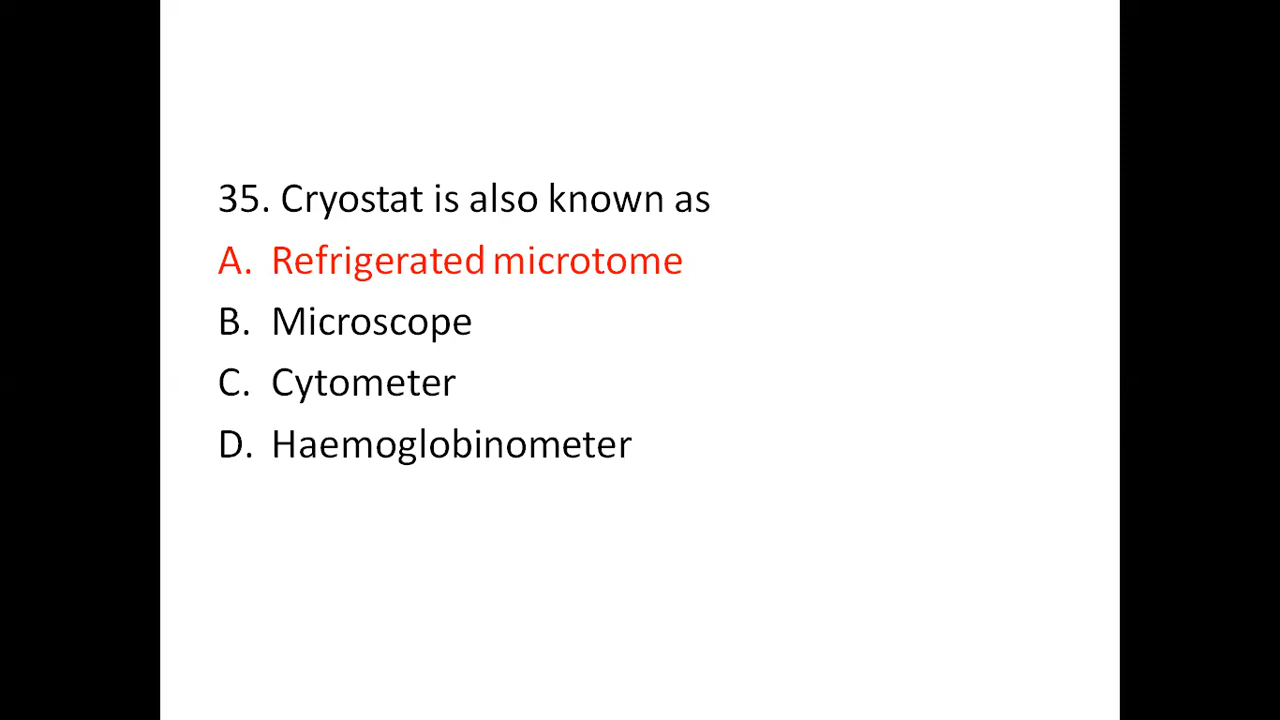 35. Cryostat is also known as
A. Refrigerated microtome
B. Microscope
C. Cytometer
D. Haemoglobinometer